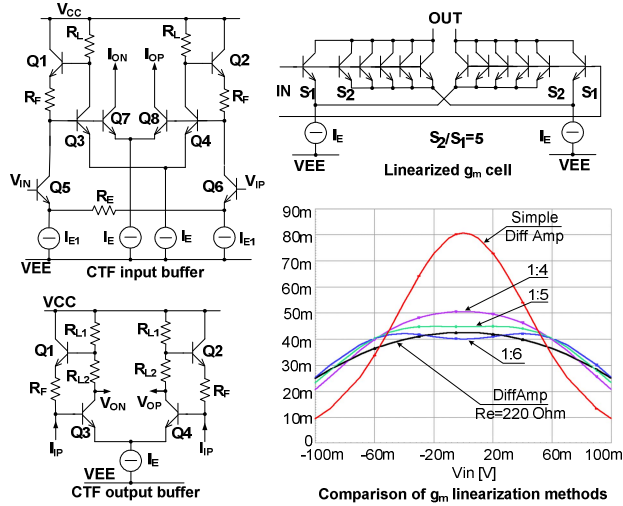 VCC
RL
ION
IOP
RL
Q1
Q2
RF
RF
Q7
Q8
Q3
Q4
VIN
Q5
Q6
VIP
RE
IE1
IE
IE
IE1
VEE
CTF input buffer
OUT
IN
S1
S2
S2
S1
IE
S2/S1=5
IE
VEE
VEE
Linearized gm cell
VCC
RL1
RL1
Q1
Q2
RL2
RL2
RF
RF
VON
VOP
Q3
Q4
IIP
IIP
IE
VEE
CTF output buffer
90m
80m
70m
60m
50m
40m
30m
20m
10m
0
Simple
Diff Amp
1:4
1:5
1:6
DiffAmp
Re=220 Ohm
-100m
-60m
-20m
20m
60m
100m
Vin [V]
Comparison of gm linearization methods